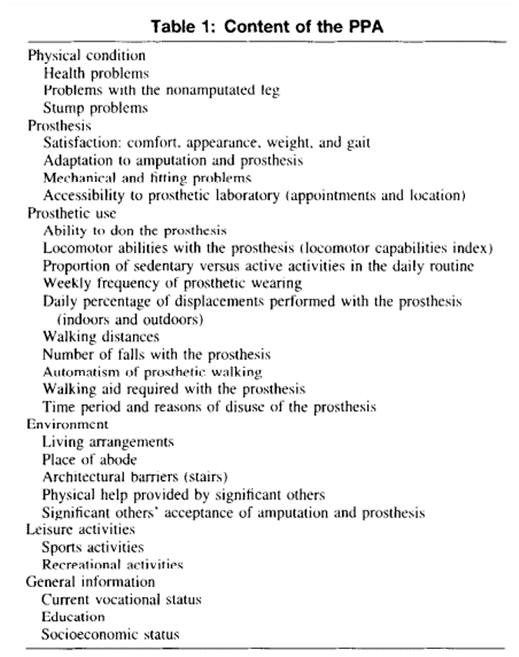 Table 1: Content of the PPA
Physical condition
Health problems
Problems with the nonamputated leg
Stump problems
Prosthesis
Satisfaction: comfort, appearance, weight, and gait
Adaptation to amputation and prosthesis
Mechanical and fitting problems
Accessibility to prosthetic laboratory (appointments and location)
Prosthetic use
Ability to don the prosthesis
Locomotor abilities with the prosthesis (locomotor capabilities index)
Proportion of sedentary versus active activities in the daily routine
Weekly frequency of prosthetic wearing
Daily percentage of displacements performed with the prosthesis
(indoors and outdoors)
Walking distances
Number of falls with the prosthesis
Automatism of prosthetic walking
Walking aid required with the prosthesis
Time period and reasons of disuse of the prosthesis
Environment
Living arrangements
Place of abode
Architectural barriers (stairs)
Physical help provided by significant others
Significant others' acceptance of amputation and prosthesis
Leisure activities
Sports activities
Recreational activities
General information
Current vocational status
Education
Socioeconomic status